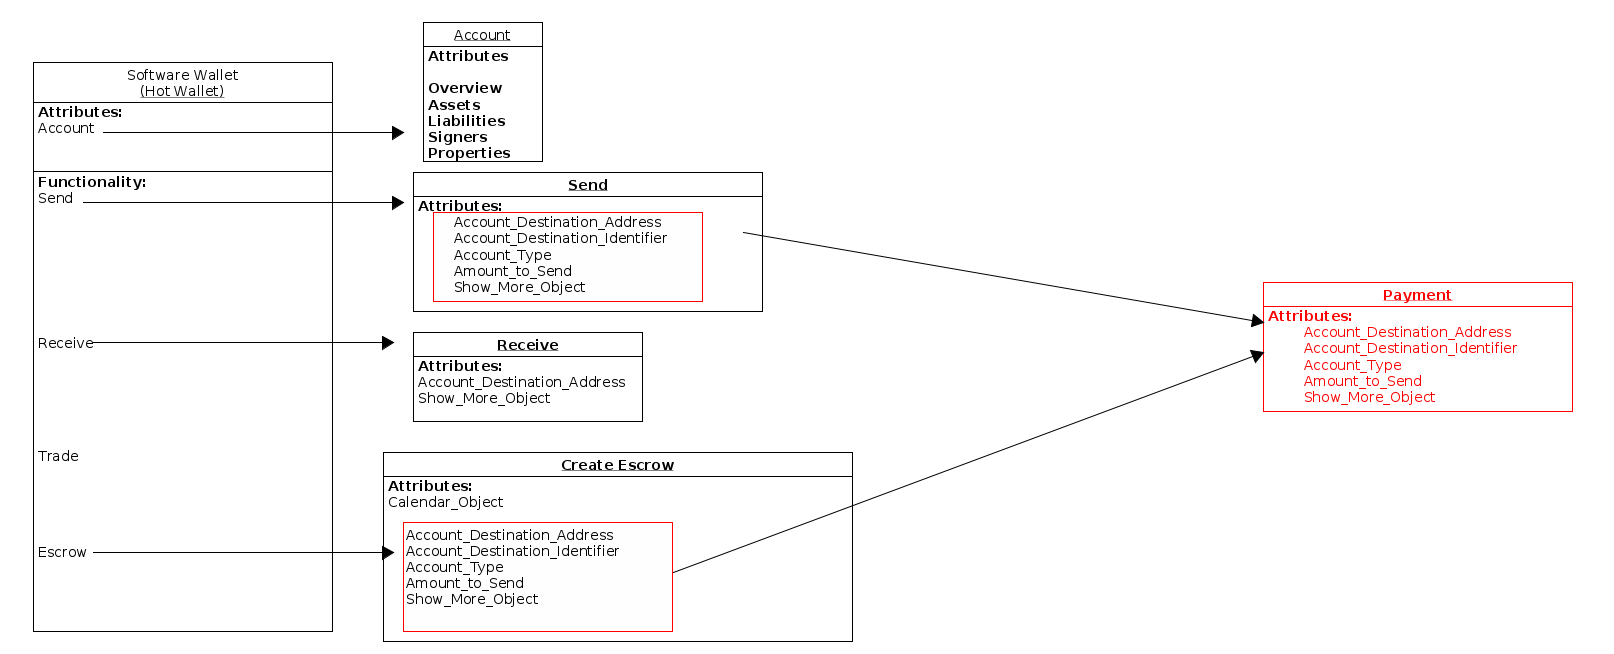 Software Wallet
(Hot Wallet)
Attributes:
Account
Functionality:
Send
Receive
Trade
Escrow
Account
Attributes
Overview
Assets
Liabilities
Signers
Properties
Send
Attributes:
Account_Destination_Address
Account_Destination_Identifier
Account_Type
Amount_to_Send
Show_More_Object
Receive
Attributes:
Account_Destination_Address
Show_More_Object
Create Escrow
Attributes:
Calendar_Object
Account_Destination_Address
Account_Destination_Identifier
Account_Type
Amount_to_Send
Show_More_Object
Payment
Attributes:
Account_Destination_Address
Account_Destination_Identifier
Account_Type
Amount_to_Send
Show_More_Object